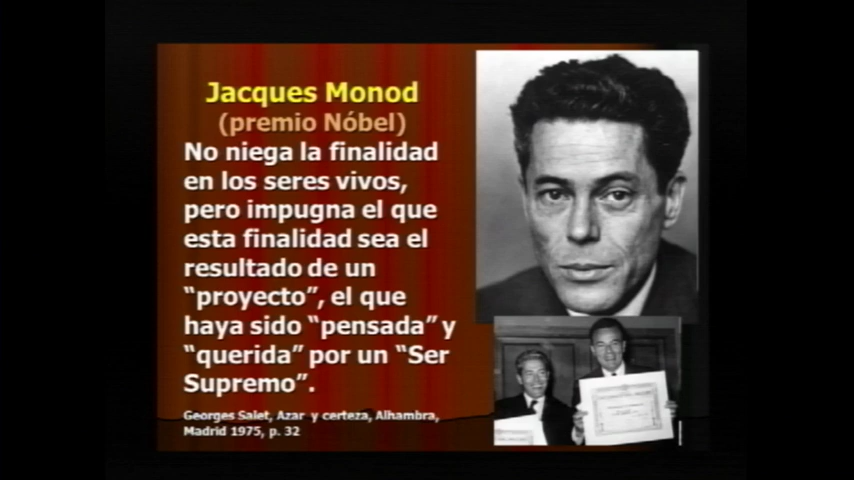 Jacques Monod
(premio Nóbel)
No niega la finalidad
en los seres vivos,
pero impugna el que
esta finalidad sea el
resultado de un
“proyecto”, el que
haya sido “pensada” y
“querida” por un “Ser
Supremo”.
Georges Salet, Azar y certeza, Alhambra,
Madrid 1975, p. 32